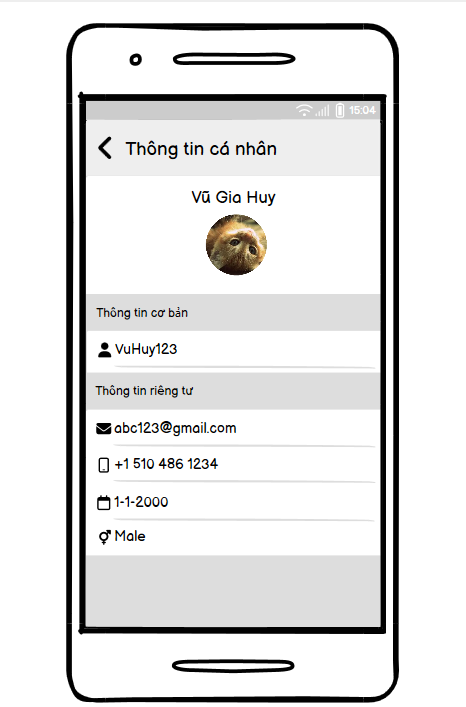 15:04
Thông tin cá nhân
Vũ Gia Huy
Thông tin cơ bản
VuHuy123
Thông tin riêng tư
abc123@gmail.com
+1 510 486 1234
1-1-2000
Male